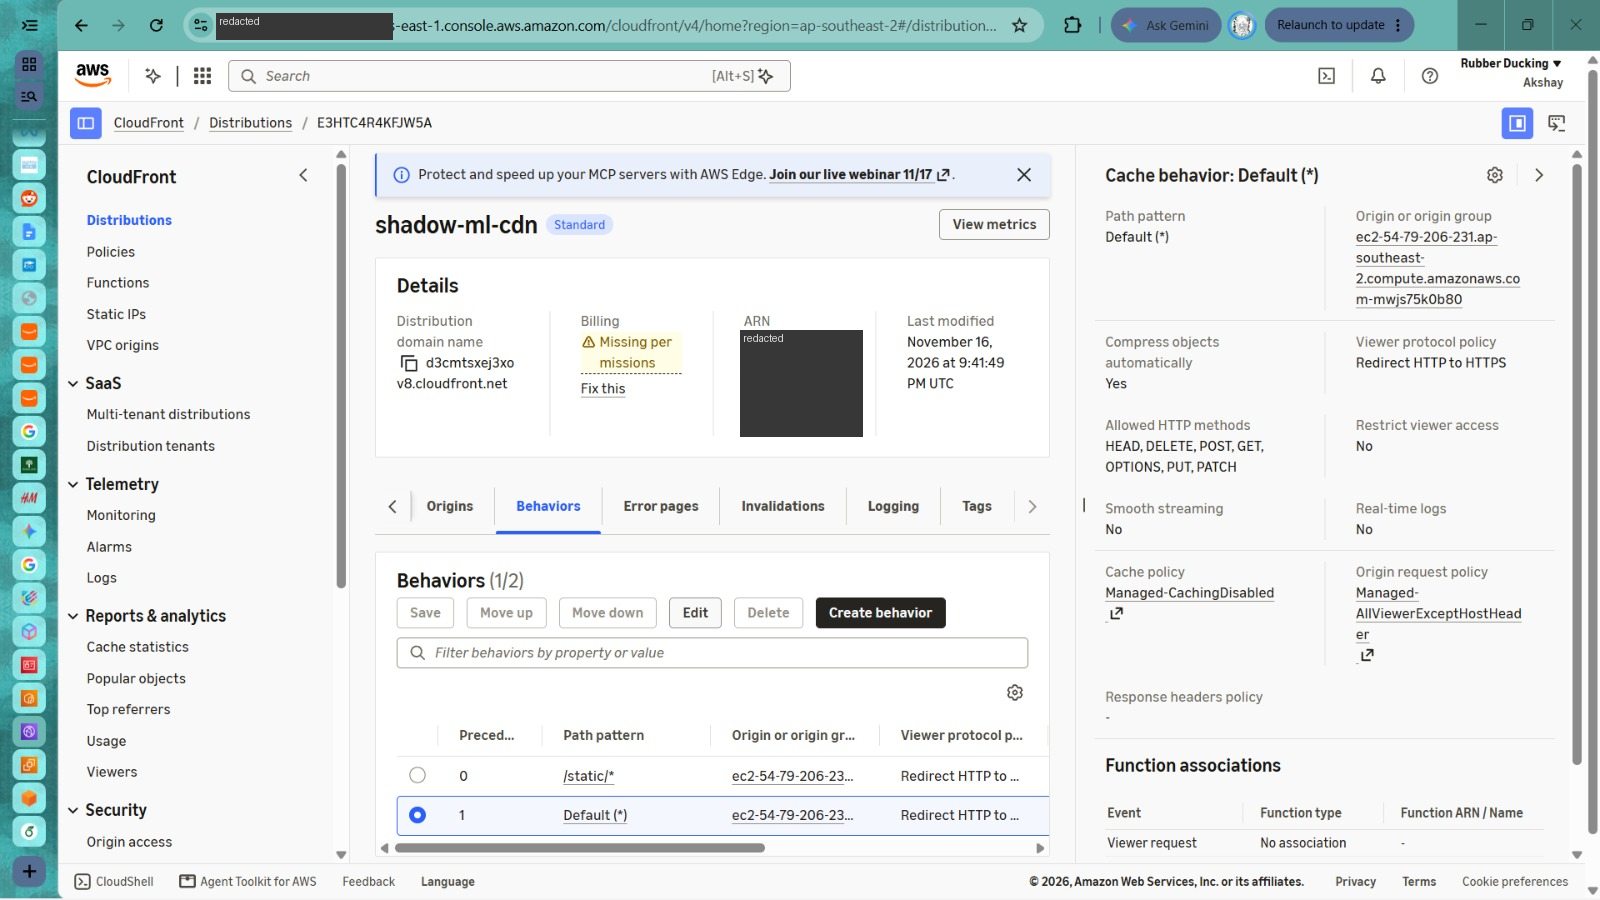 redacted
-east-1.console.aws.amazon.com/cloudfront/v4/home?region=ap-southeast-2#/distribution...
Ask Gemini
Relaunch to update
aws
Search
[Alt+S]
Rubber Ducking
Akshay
CloudFront / Distributions / E3HTC4R4KFJW5A
CloudFront
Distributions
Policies
Functions
Static IPs
VPC origins
SaaS
Multi-tenant distributions
Distribution tenants
Telemetry
Monitoring
Alarms
Logs
Reports & analytics
Cache statistics
Popular objects
Top referrers
Usage
Viewers
Security
Origin access
Protect and speed up your MCP servers with AWS Edge. Join our live webinar 11/17.
shadow-ml-cdn
Standard
View metrics
Details
Distribution
domain name
d3cmtsxej3xo
v8.cloudfront.net
Billing
Missing per
missions
Fix this
ARN
redacted
Last modified
November 16,
2026 at 9:41:49
PM UTC
Origins
Behaviors
Error pages
Invalidations
Logging
Tags
Behaviors (1/2)
Save
Move up
Move down
Edit
Delete
Create behavior
Filter behaviors by property or value
Preced...
Path pattern
Origin or origin gr...
Viewer protocol p...
0
/static/*
ec2-54-79-206-23...
Redirect HTTP to ...
1
Default (*)
ec2-54-79-206-23...
Redirect HTTP to ...
Cache behavior: Default (*)
Path pattern
Default (*)
Origin or origin group
ec2-54-79-206-231.ap-
southeast-
2.compute.amazonaws.co
m-mwjs75k0b80
Compress objects
automatically
Yes
Viewer protocol policy
Redirect HTTP to HTTPS
Allowed HTTP methods
HEAD, DELETE, POST, GET,
OPTIONS, PUT, PATCH
Restrict viewer access
No
Smooth streaming
No
Real-time logs
No
Cache policy
Managed-CachingDisabled
Origin request policy
Managed-
AllViewerExceptHostHead
er
Response headers policy
-
Function associations
Event
Function type
Function ARN / Name
Viewer request
No association
-
CloudShell
Agent Toolkit for AWS
Feedback
Language
© 2026, Amazon Web Services, Inc. or its affiliates.
Privacy
Terms
Cookie preferences